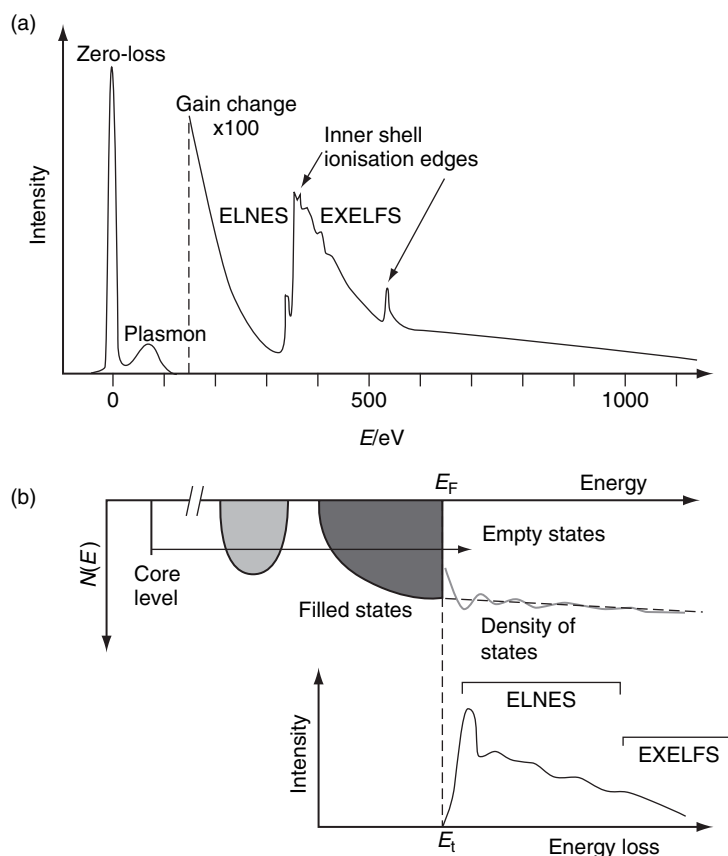 (a)
Zero-loss
Gain change
x100
Inner shell
ionisation edges
ELNES
EXELFS
Intensity
Plasmon
0
500
1000
E/eV
(b)
E_F
Energy
N(E)
Empty states
Core
level
Filled states
Density of
states
ELNES
Intensity
EXELFS
E_t
Energy loss